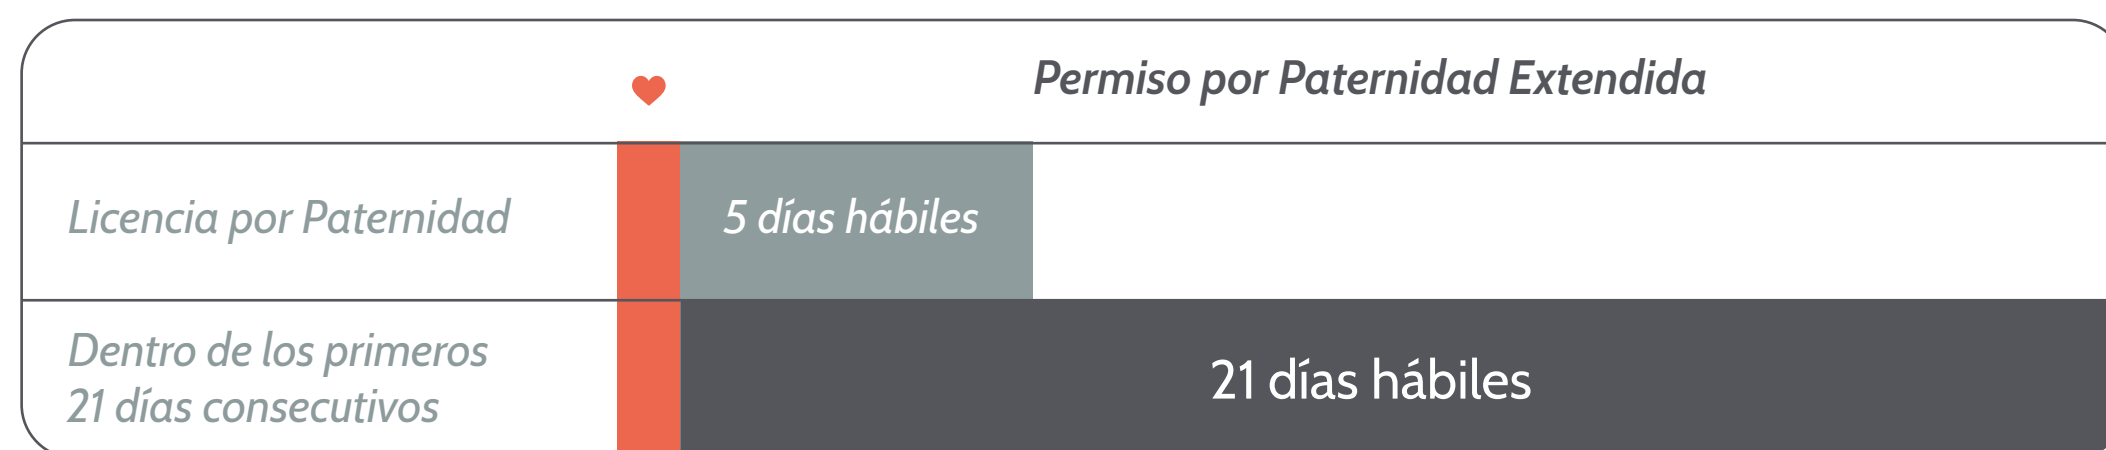 Permiso por Paternidad Extendida
Licencia por Paternidad
5 días hábiles
Dentro de los primeros
21 días consecutivos
21 días hábiles